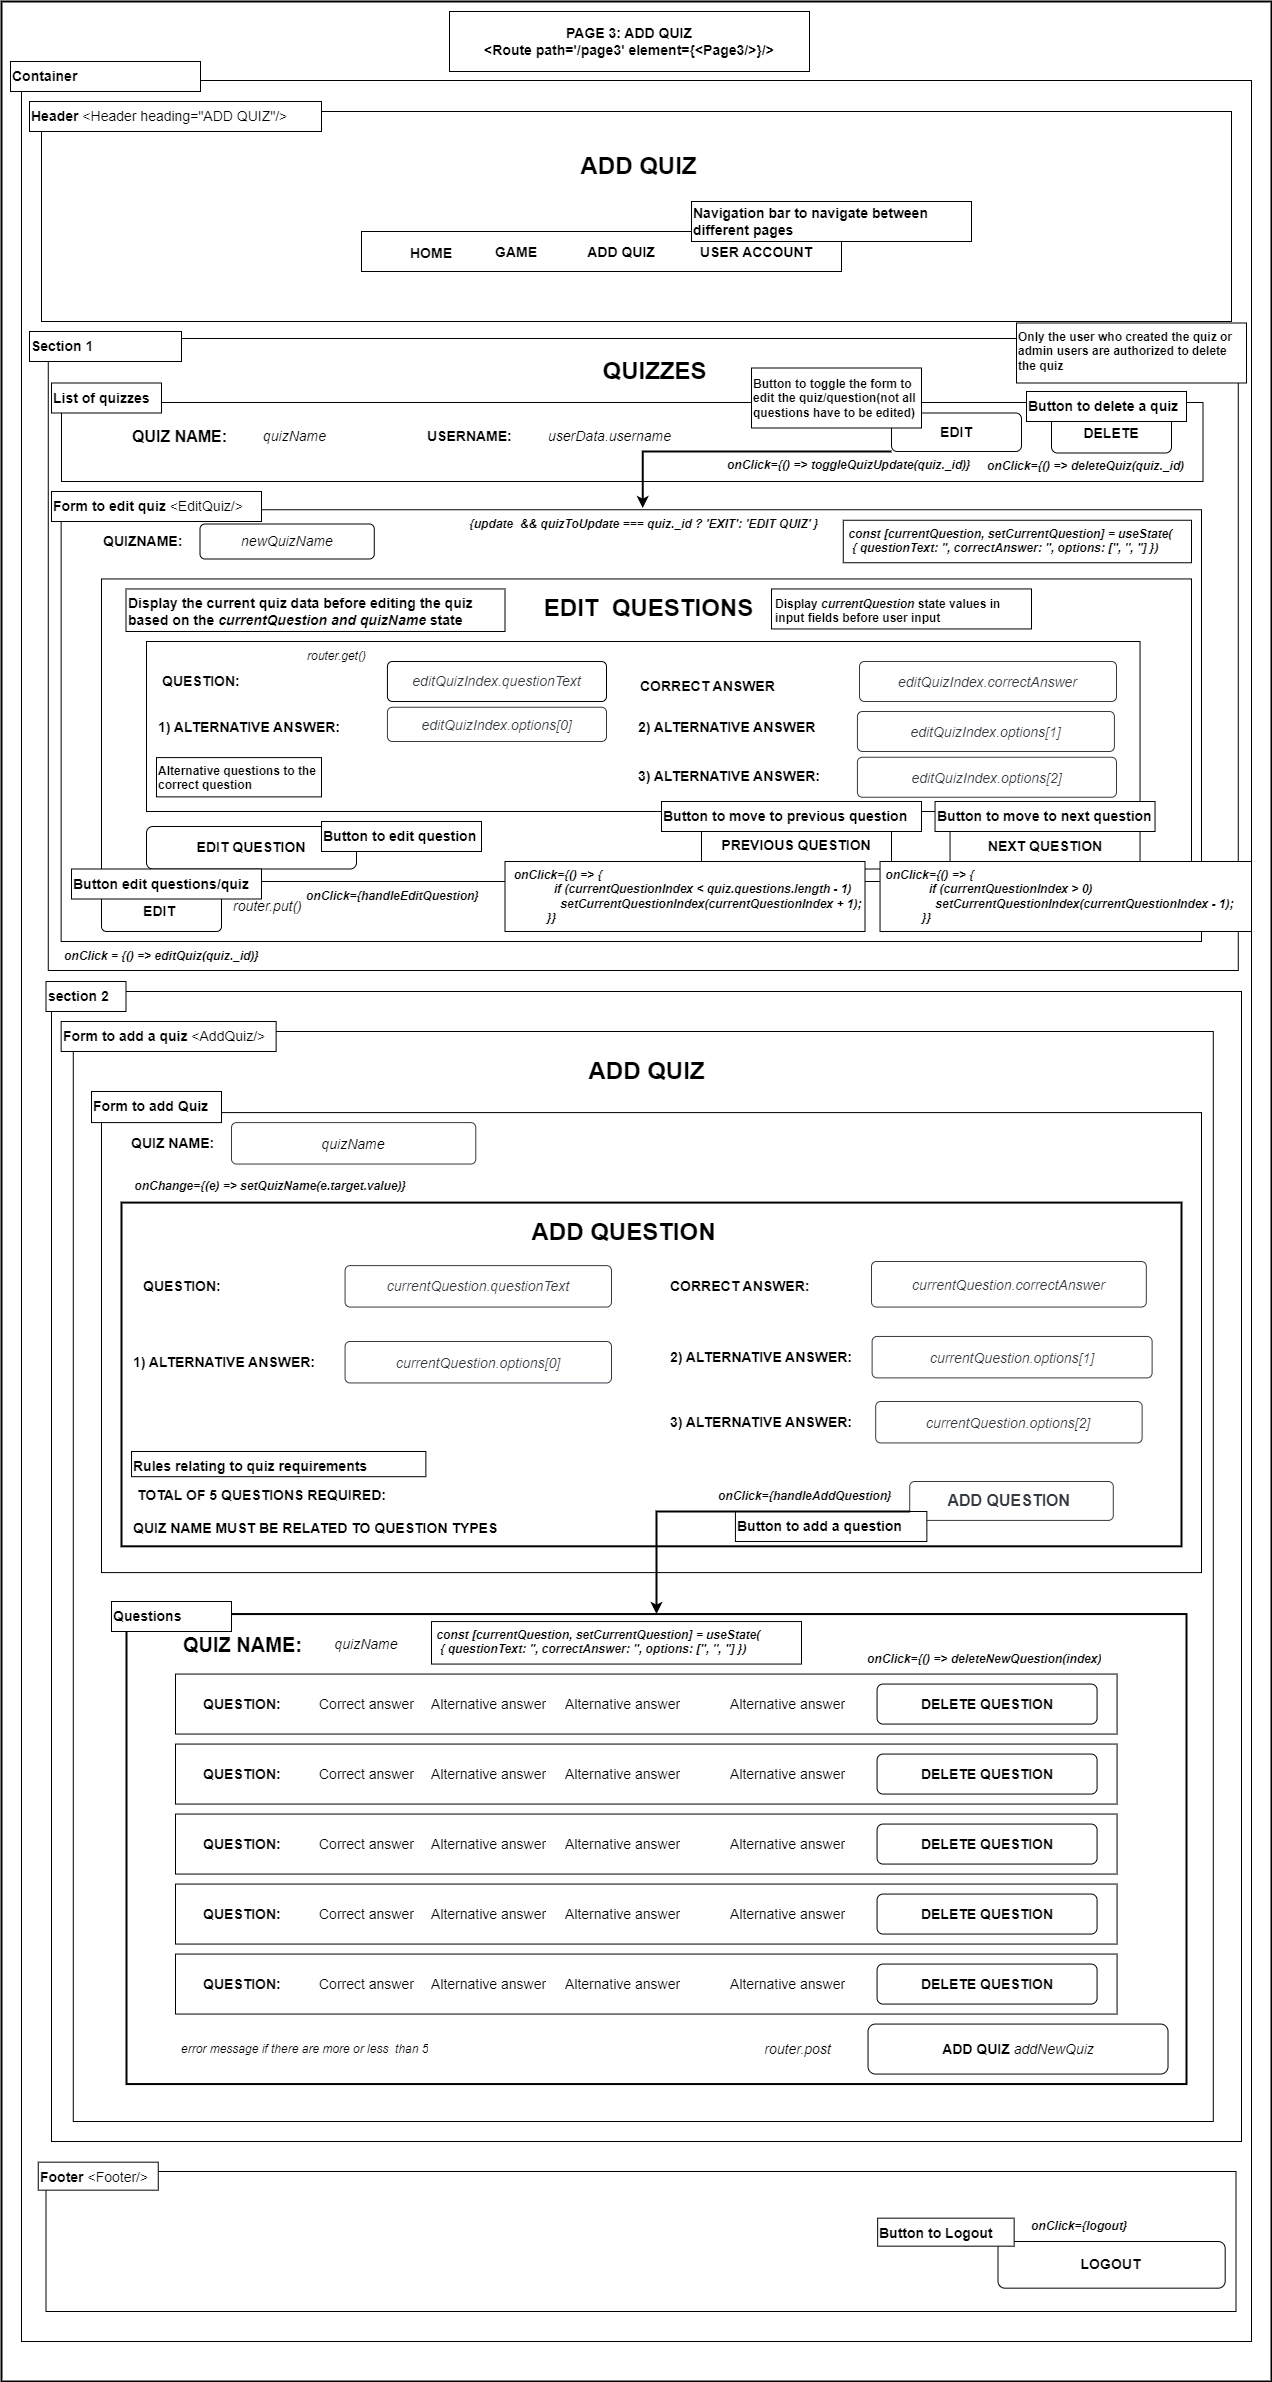 PAGE 3: ADD QUIZ
<Route path='/page3' element={<Page3/>}/>
Container
Header <Header heading="ADD QUIZ"/>
ADD QUIZ
Navigation bar to navigate between
different pages
HOME GAME ADD QUIZ USER ACCOUNT
Section 1
Only the user who created the quiz or
admin users are authorized to delete
the quiz
QUIZZES
List of quizzes
Button to toggle the form to
edit the quiz/question(not all
questions have to be edited)
Button to delete a quiz
QUIZ NAME: quizName USERNAME: userData.username EDIT DELETE
onClick={() => toggleQuizUpdate(quiz._id)} onClick={() => deleteQuiz(quiz._id)
Form to edit quiz <EditQuiz/>
{update && quizToUpdate === quiz._id ? 'EXIT': 'EDIT QUIZ' }
QUIZNAME: newQuizName
const [currentQuestion, setCurrentQuestion] = useState(
{ questionText: '', correctAnswer: '', options: ['', '', ''] })
Display the current quiz data before editing the quiz
based on the currentQuestion and quizName state
EDIT QUESTIONS
Display currentQuestion state values in
input fields before user input
router.get()
QUESTION: editQuizIndex.questionText CORRECT ANSWER editQuizIndex.correctAnswer
1) ALTERNATIVE ANSWER: editQuizIndex.options[0] 2) ALTERNATIVE ANSWER editQuizIndex.options[1]
Alternative questions to the
correct question
3) ALTERNATIVE ANSWER: editQuizIndex.options[2]
Button to move to previous question Button to move to next question
EDIT QUESTION Button to edit question PREVIOUS QUESTION NEXT QUESTION
Button edit questions/quiz
EDIT router.put() onClick={handleEditQuestion}
onClick={() => {
if (currentQuestionIndex < quiz.questions.length - 1)
setCurrentQuestionIndex(currentQuestionIndex + 1);
}}
onClick={() => {
if (currentQuestionIndex > 0)
setCurrentQuestionIndex(currentQuestionIndex - 1);
}}
onClick = {() => editQuiz(quiz._id)}
section 2
Form to add a quiz <AddQuiz/>
ADD QUIZ
Form to add Quiz
QUIZ NAME: quizName
onChange={(e) => setQuizName(e.target.value)}
ADD QUESTION
QUESTION: currentQuestion.questionText CORRECT ANSWER: currentQuestion.correctAnswer
1) ALTERNATIVE ANSWER: currentQuestion.options[0] 2) ALTERNATIVE ANSWER: currentQuestion.options[1]
3) ALTERNATIVE ANSWER: currentQuestion.options[2]
Rules relating to quiz requirements
TOTAL OF 5 QUESTIONS REQUIRED: onClick={handleAddQuestion} ADD QUESTION
QUIZ NAME MUST BE RELATED TO QUESTION TYPES Button to add a question
Questions
QUIZ NAME: quizName
const [currentQuestion, setCurrentQuestion] = useState(
{ questionText: '', correctAnswer: '', options: ['', '', ''] })
onClick={() => deleteNewQuestion(index)
QUESTION: Correct answer Alternative answer Alternative answer Alternative answer DELETE QUESTION
QUESTION: Correct answer Alternative answer Alternative answer Alternative answer DELETE QUESTION
QUESTION: Correct answer Alternative answer Alternative answer Alternative answer DELETE QUESTION
QUESTION: Correct answer Alternative answer Alternative answer Alternative answer DELETE QUESTION
QUESTION: Correct answer Alternative answer Alternative answer Alternative answer DELETE QUESTION
error message if there are more or less than 5 router.post ADD QUIZ addNewQuiz
Footer <Footer/>
Button to Logout onClick={logout}
LOGOUT